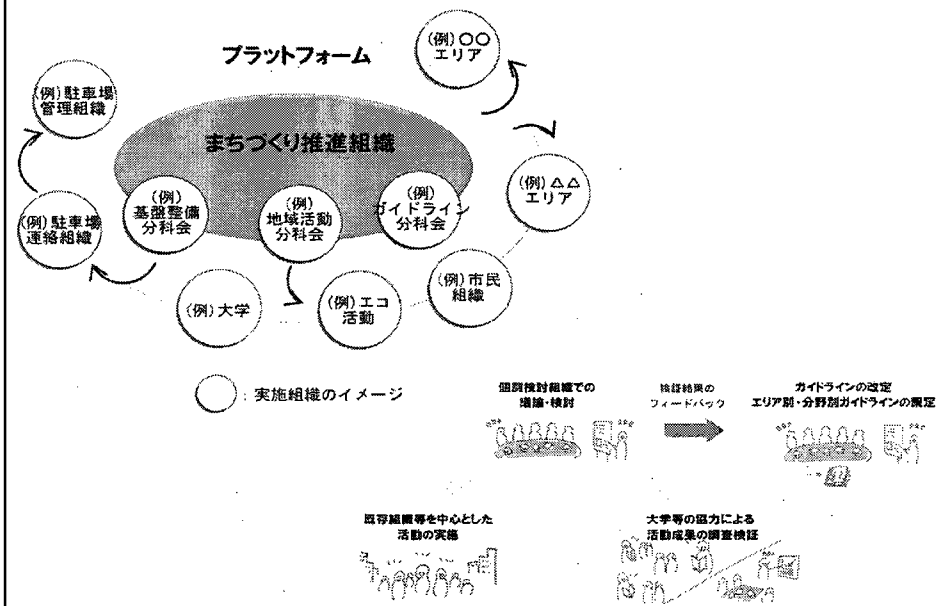 プラットフォーム
(例)○○
エリア
(例)駐車場
管理組織
まちづくり推進組織
(例)△△
エリア
(例)
基盤整備
分科会
(例)
地域活動
分科会
(例)
ガイドライン
分科会
(例)駐車場
連絡組織
(例)大学
(例)エコ
活動
(例)市民
組織
:実施組織のイメージ
個別検討組織での
議論・検討
検証結果の
フィードバック
ガイドラインの改定
エリア別・分野別ガイドラインの策定
既存組織等を中心とした
活動の実施
大学等の協力による
活動成果の調査検証